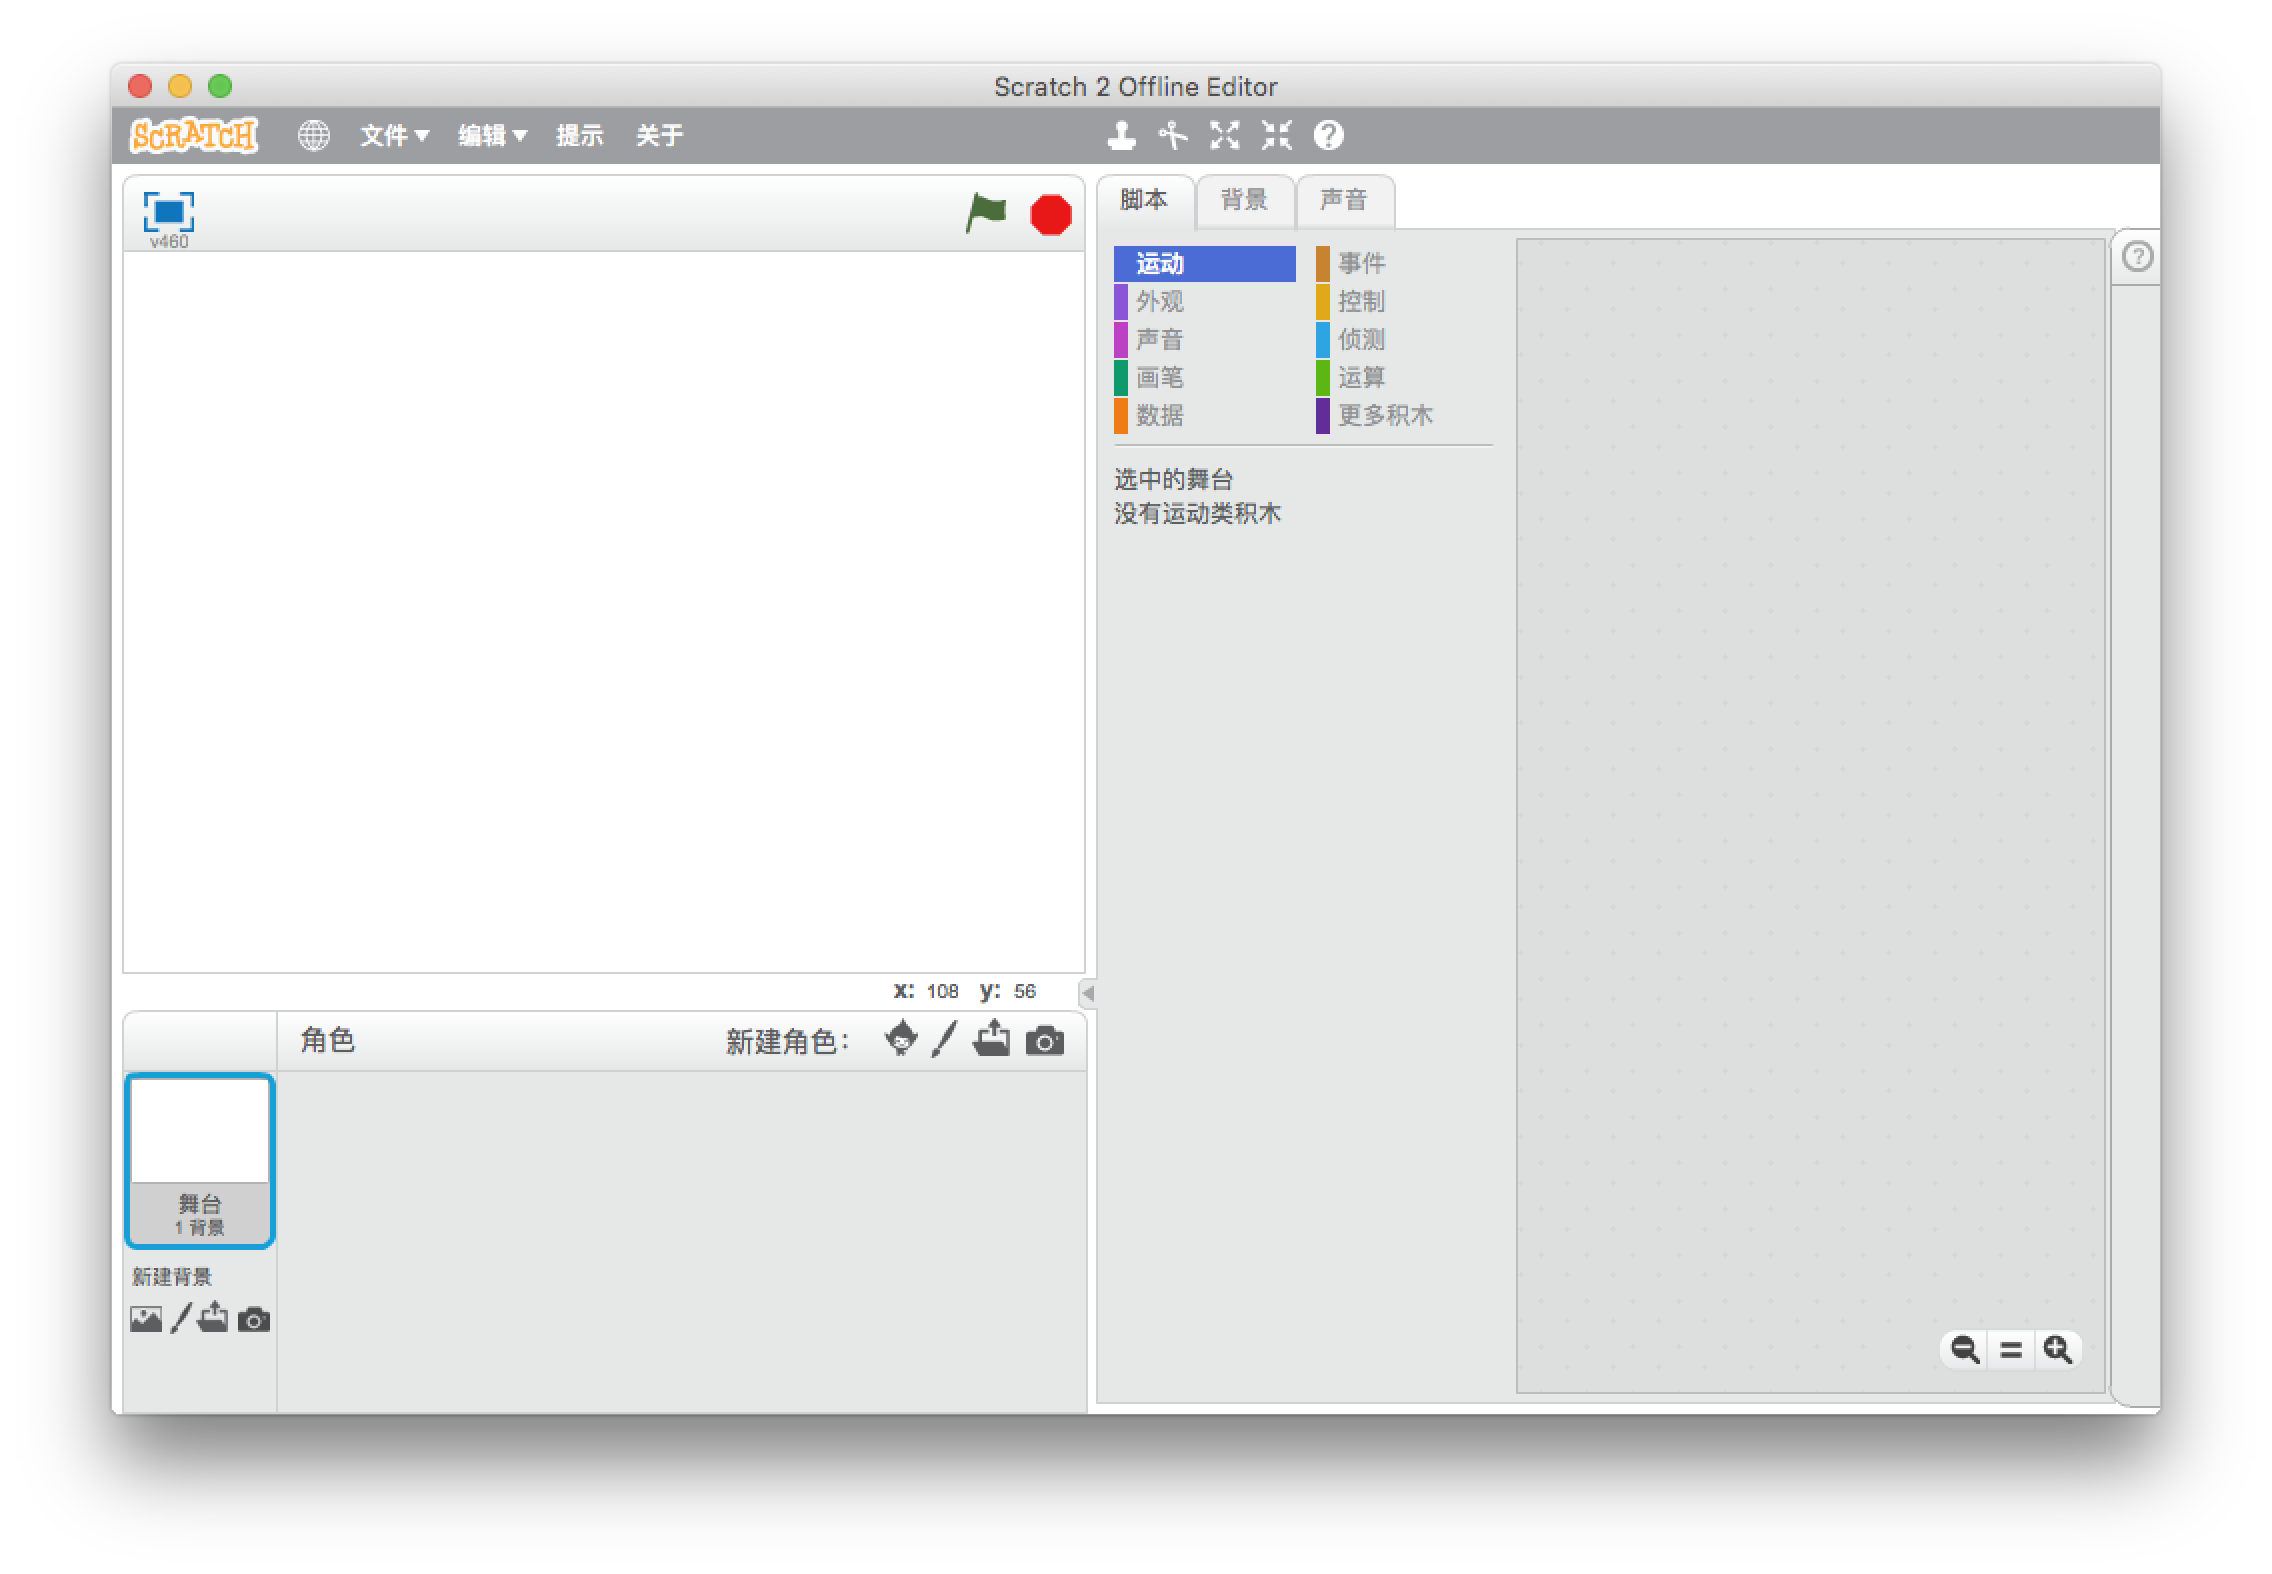 Scratch 2 Offline Editor
SCRATCH 文件 编辑 提示 关于
v460
脚本 背景 声音
运动 事件
外观 控制
声音 侦测
画笔 运算
数据 更多积木
选中的舞台
没有运动类积木
x: 108 y: 56
角色 新建角色:
舞台
1 背景
新建背景